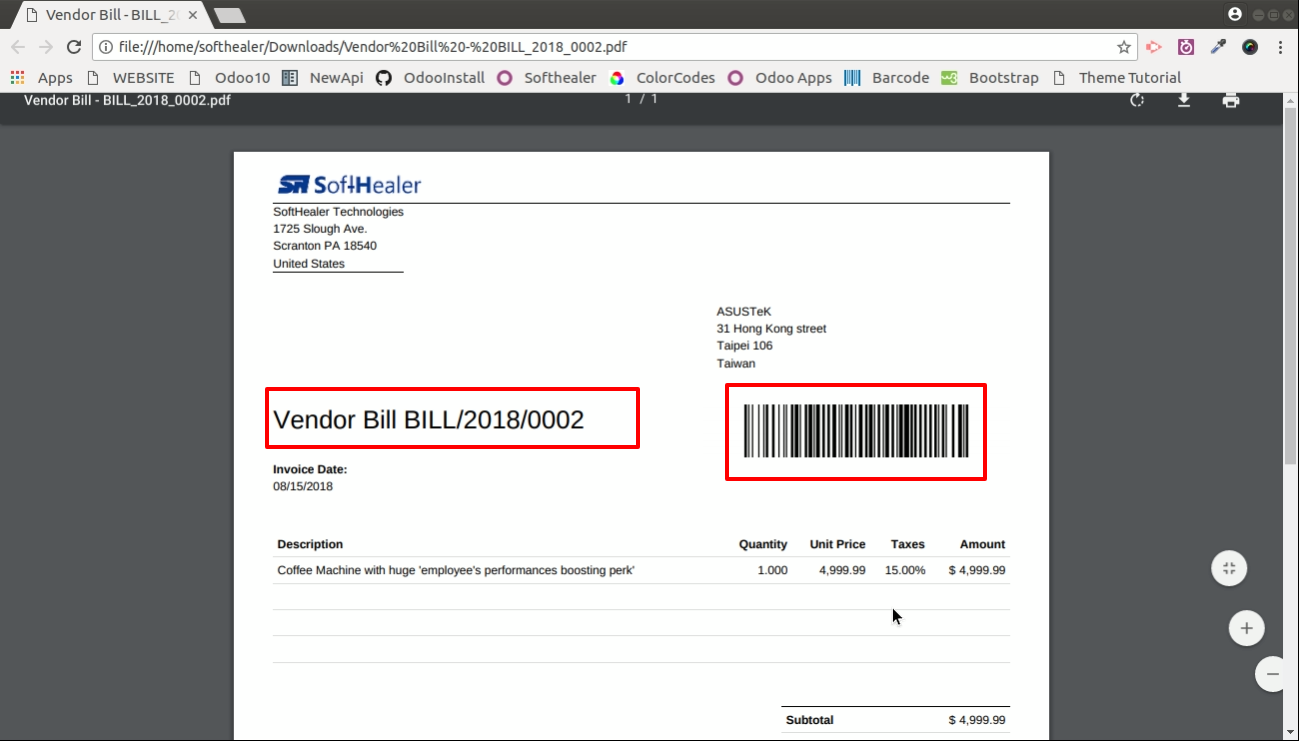 Vendor Bill - BILL_20
file:///home/softhealer/Downloads/Vendor%20Bill%20-%20BILL_2018_0002.pdf
Apps WEBSITE Odoo10 NewApi OdooInstall Softhealer ColorCodes Odoo Apps Barcode w3 Bootstrap Theme Tutorial
Vendor Bill - BILL_2018_0002.pdf 1 / 1
SoftHealer
SoftHealer Technologies
1725 Slough Ave.
Scranton PA 18540
United States
ASUSTeK
31 Hong Kong street
Taipei 106
Taiwan
Vendor Bill BILL/2018/0002
Invoice Date:
08/15/2018
Description Quantity Unit Price Taxes Amount
Coffee Machine with huge 'employee's performances boosting perk' 1.000 4,999.99 15.00% $ 4,999.99
Subtotal $ 4,999.99